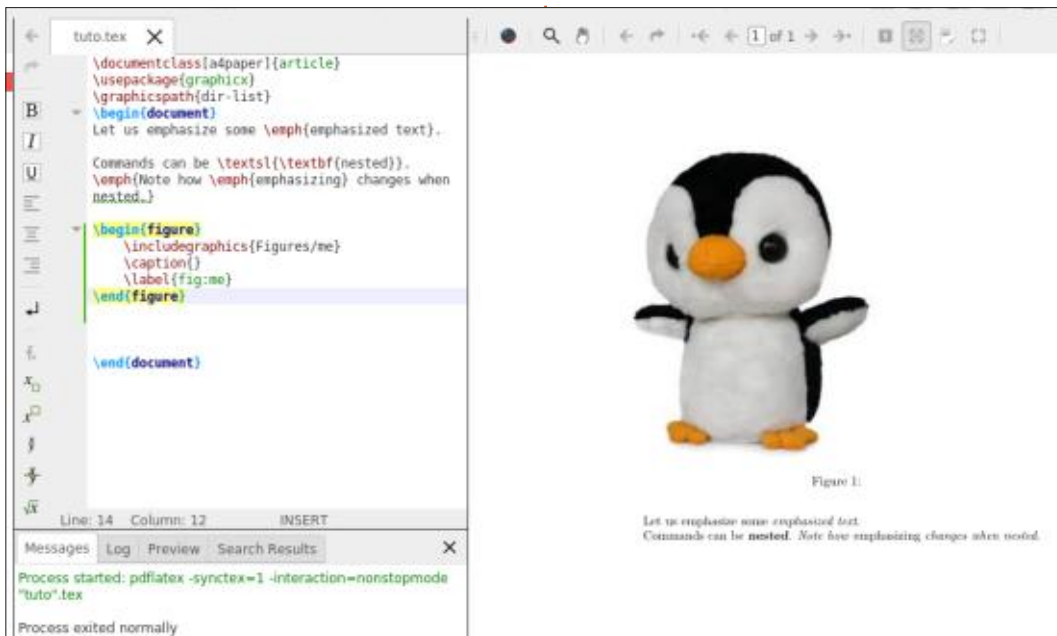 tuto.tex
1 of 1
\documentclass[a4paper]{article}
\usepackage{graphicx}
\graphicspath{dir-list}
\begin{document}
Let us emphasize some \emph{emphasized text}.
Commands can be \textsl{\textbf{nested}}.
\emph{Note how \emph{emphasizing} changes when
nested.}
\begin{figure}
\includegraphics{Figures/me}
\caption{}
\label{fig:me}
\end{figure}
\end{document}
B
I
U
Line: 14 Column: 12 INSERT
Messages Log Preview Search Results
Process started: pdflatex -synctex=1 -interaction=nonstopmode
"tuto".tex
Process exited normally
Figure 1:
Let us emphasize some emphasized text.
Commands can be nested. Note how emphasizing changes when nested.